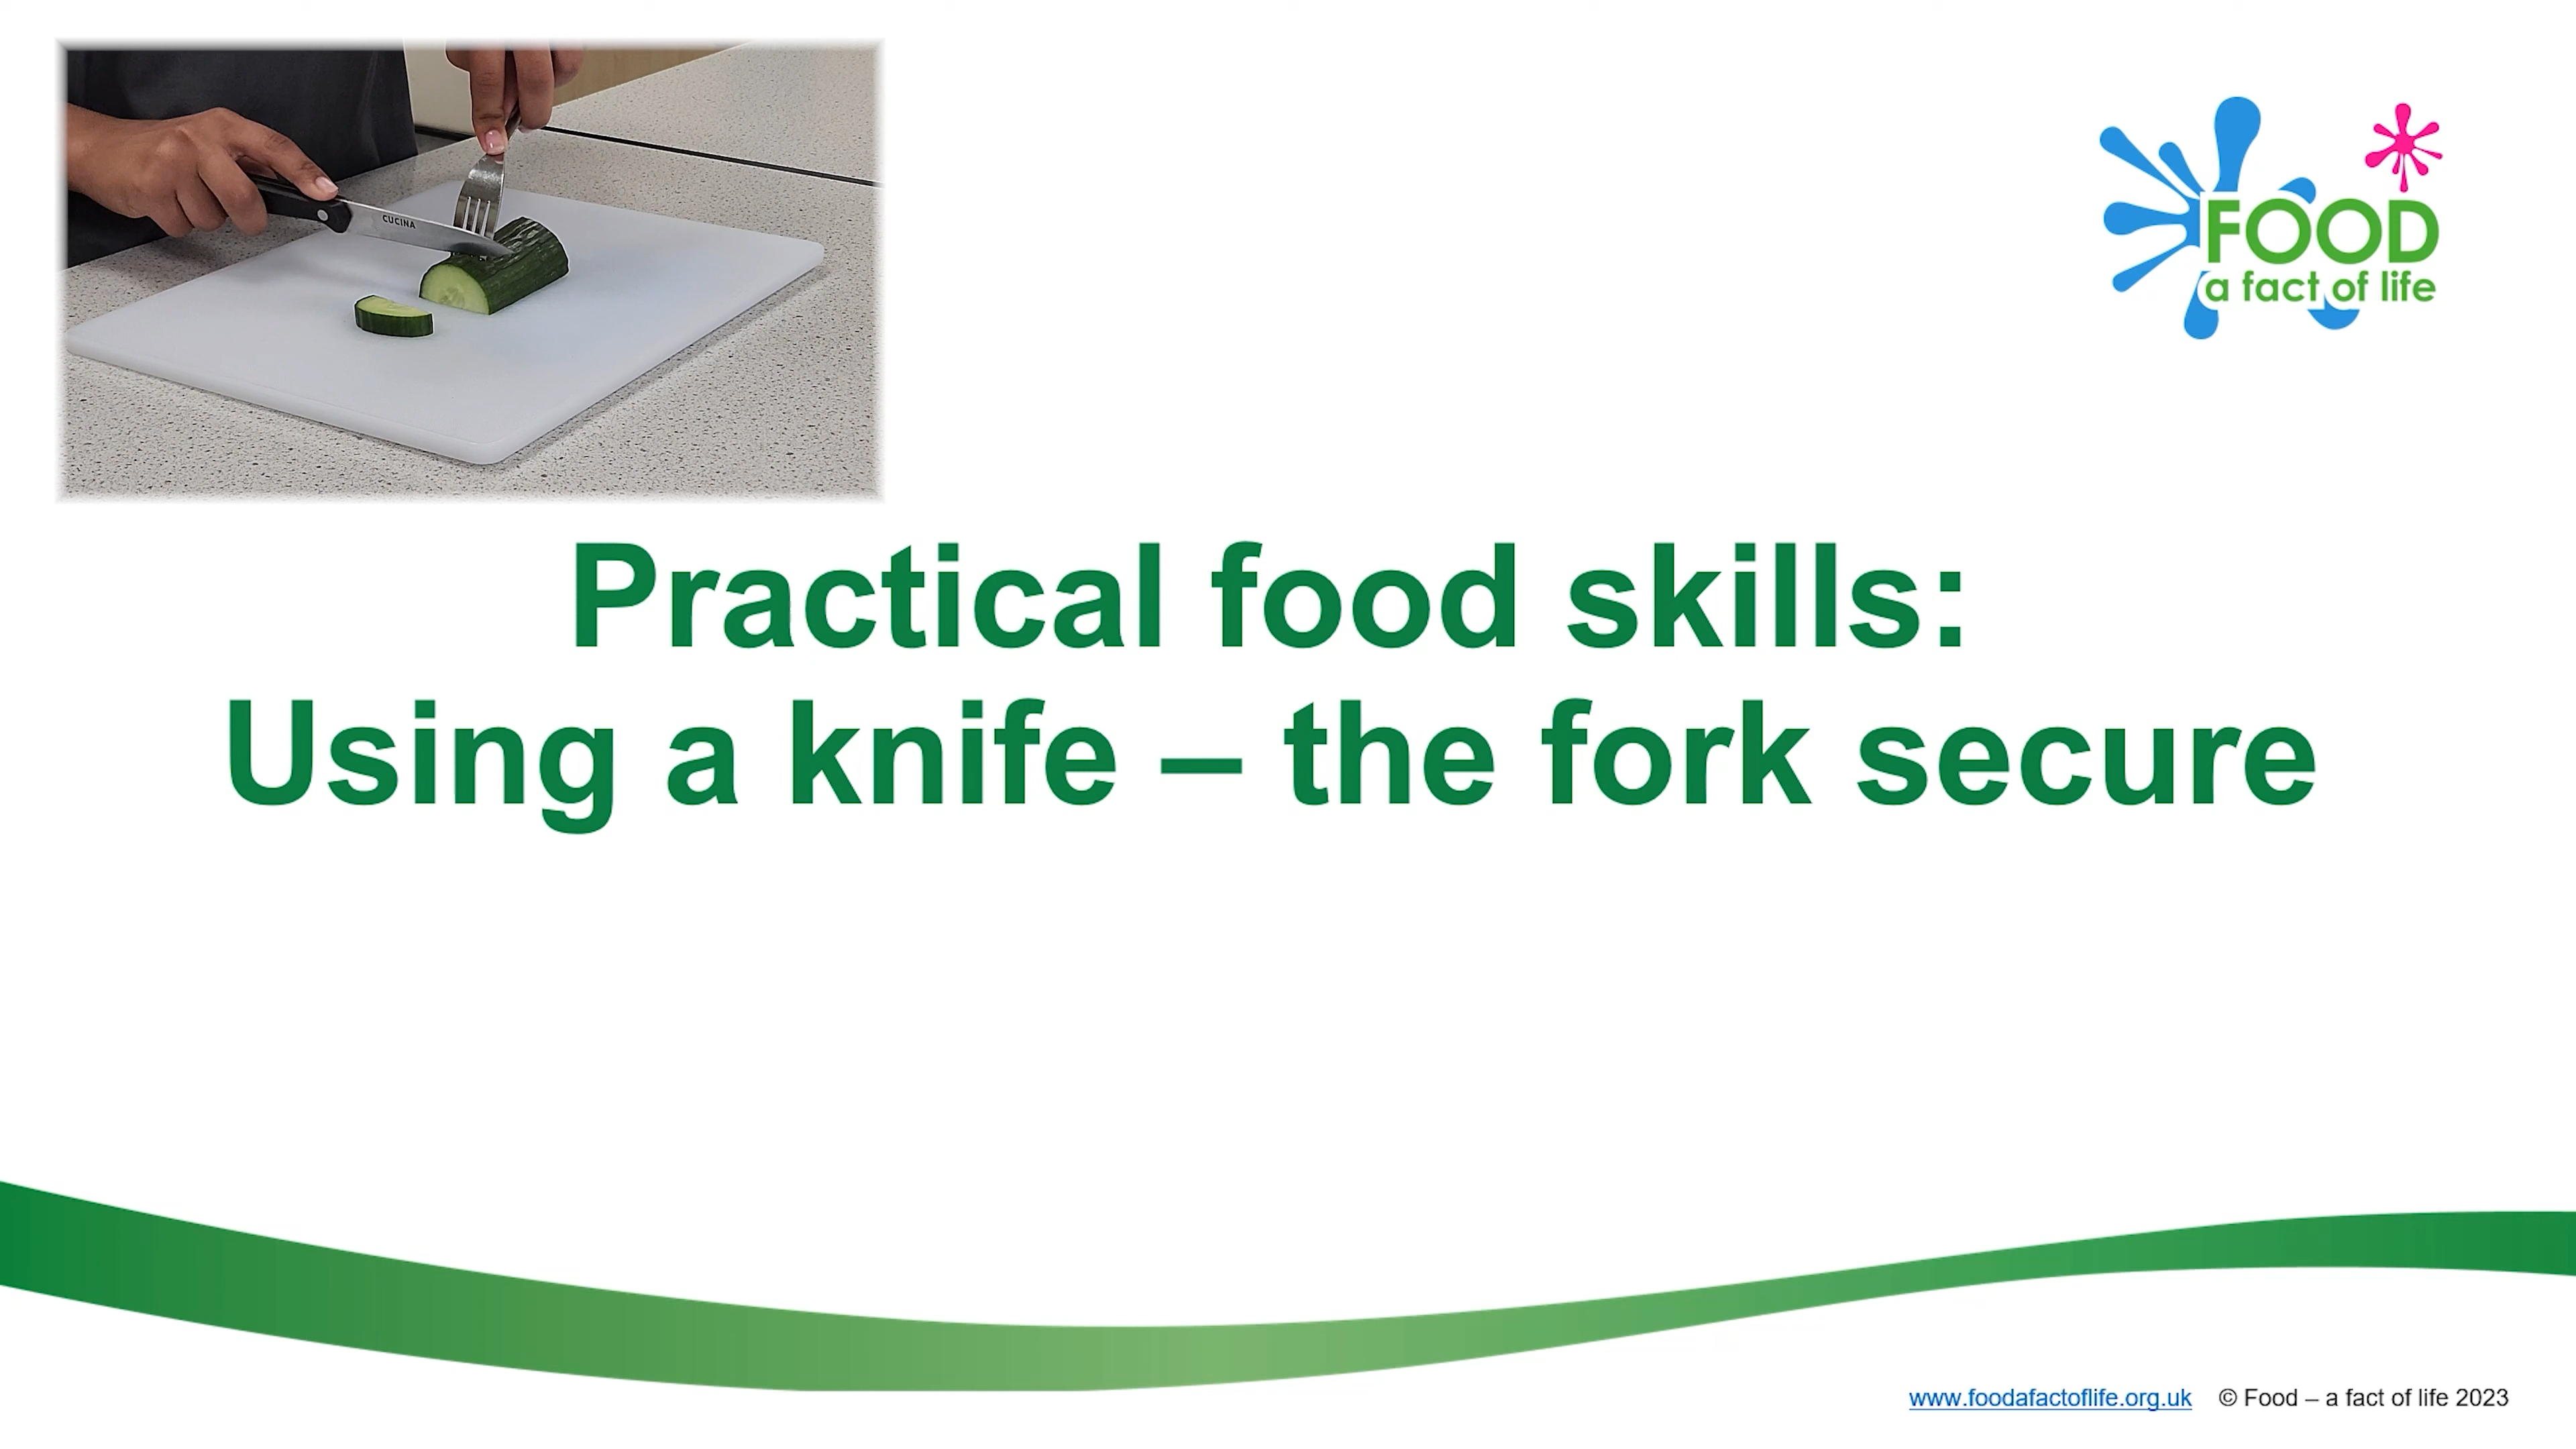 CUCINA
FOOD
a fact of life
Practical food skills:
Using a knife – the fork secure
www.foodafactoflife.org.uk © Food – a fact of life 2023